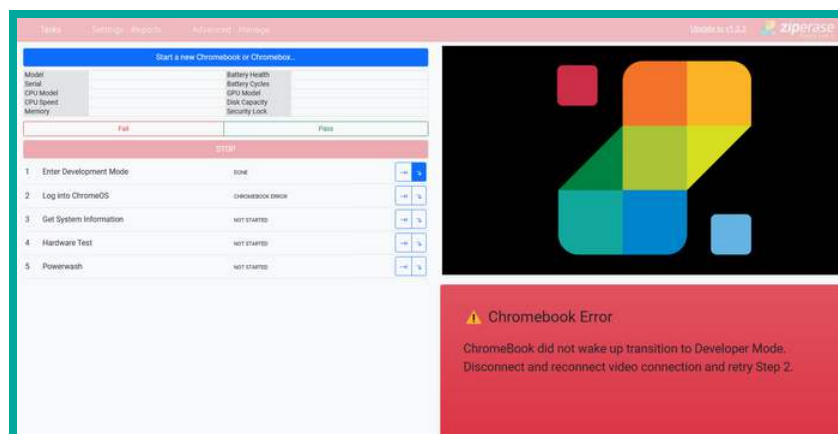 Tasks Settings Reports Advanced Manage Update to v1.3.2 ziperase
Start a new Chromebook or Chromebox...
Model Battery Health
Serial Battery Cycles
CPU Model GPU Model
CPU Speed Disk Capacity
Memory Security Lock
Fail Pass
STOP
1 Enter Development Mode DONE
2 Log into ChromeOS CHROMEBOOK ERROR
3 Get System Information NOT STARTED
4 Hardware Test NOT STARTED
5 Powerwash NOT STARTED
Chromebook Error
ChromeBook did not wake up transition to Developer Mode.
Disconnect and reconnect video connection and retry Step 2.